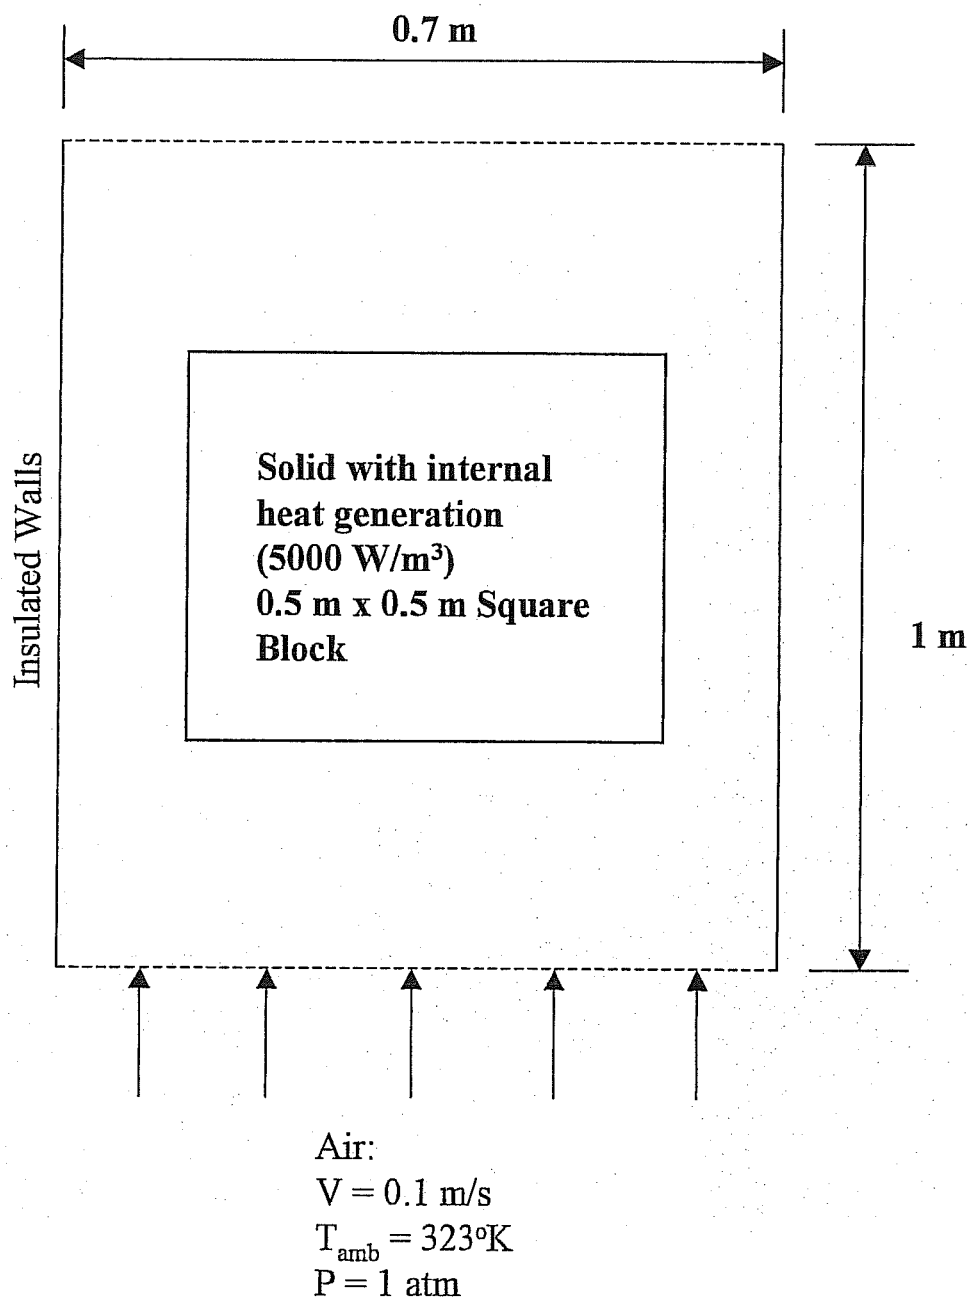 0.7 m
Insulated Walls
Solid with internal
heat generation
(5000 W/m³)
0.5 m x 0.5 m Square
Block
1 m
Air:
V = 0.1 m/s
T_amb = 323°K
P = 1 atm